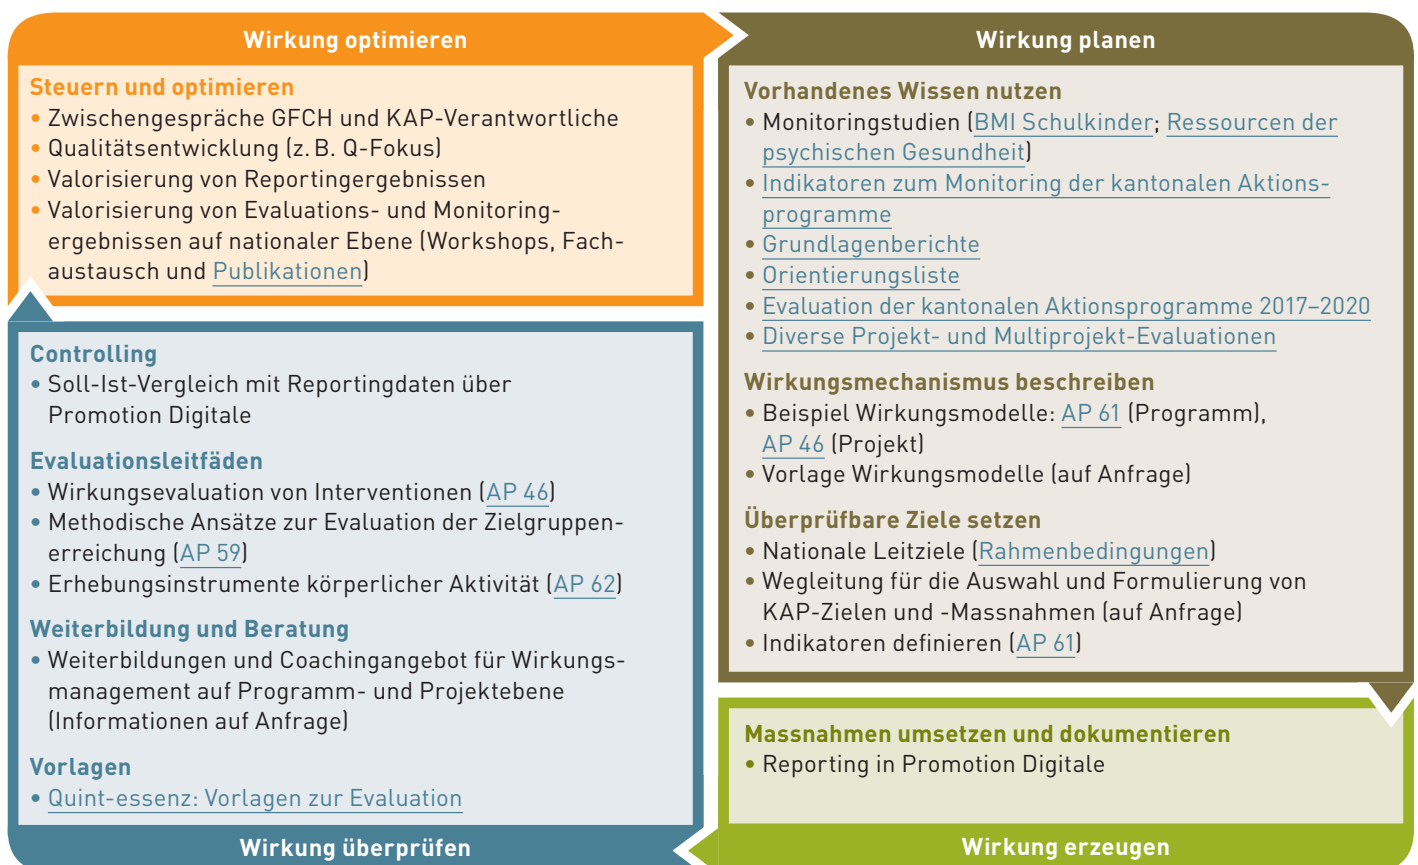 Wirkung optimieren
Steuern und optimieren
• Zwischengespräche GFCH und KAP-Verantwortliche
• Qualitätsentwicklung (z. B. Q-Fokus)
• Valorisierung von Reportingergebnissen
• Valorisierung von Evaluations- und Monitoring-
ergebnissen auf nationaler Ebene (Workshops, Fach-
austausch und Publikationen)
Wirkung planen
Vorhandenes Wissen nutzen
• Monitoringstudien (BMI Schulkinder; Ressourcen der
psychischen Gesundheit)
• Indikatoren zum Monitoring der kantonalen Aktions-
programme
• Grundlagenberichte
• Orientierungsliste
• Evaluation der kantonalen Aktionsprogramme 2017–2020
• Diverse Projekt- und Multiprojekt-Evaluationen
Wirkungsmechanismus beschreiben
• Beispiel Wirkungsmodelle: AP 61 (Programm),
AP 46 (Projekt)
• Vorlage Wirkungsmodelle (auf Anfrage)
Überprüfbare Ziele setzen
• Nationale Leitziele (Rahmenbedingungen)
• Wegleitung für die Auswahl und Formulierung von
KAP-Zielen und -Massnahmen (auf Anfrage)
• Indikatoren definieren (AP 61)
Massnahmen umsetzen und dokumentieren
• Reporting in Promotion Digitale
Wirkung erzeugen
Controlling
• Soll-Ist-Vergleich mit Reportingdaten über
Promotion Digitale
Evaluationsleitfäden
• Wirkungsevaluation von Interventionen (AP 46)
• Methodische Ansätze zur Evaluation der Zielgruppen-
erreichung (AP 59)
• Erhebungsinstrumente körperlicher Aktivität (AP 62)
Weiterbildung und Beratung
• Weiterbildungen und Coachingangebot für Wirkungs-
management auf Programm- und Projektebene
(Informationen auf Anfrage)
Vorlagen
• Quint-essenz: Vorlagen zur Evaluation
Wirkung überprüfen